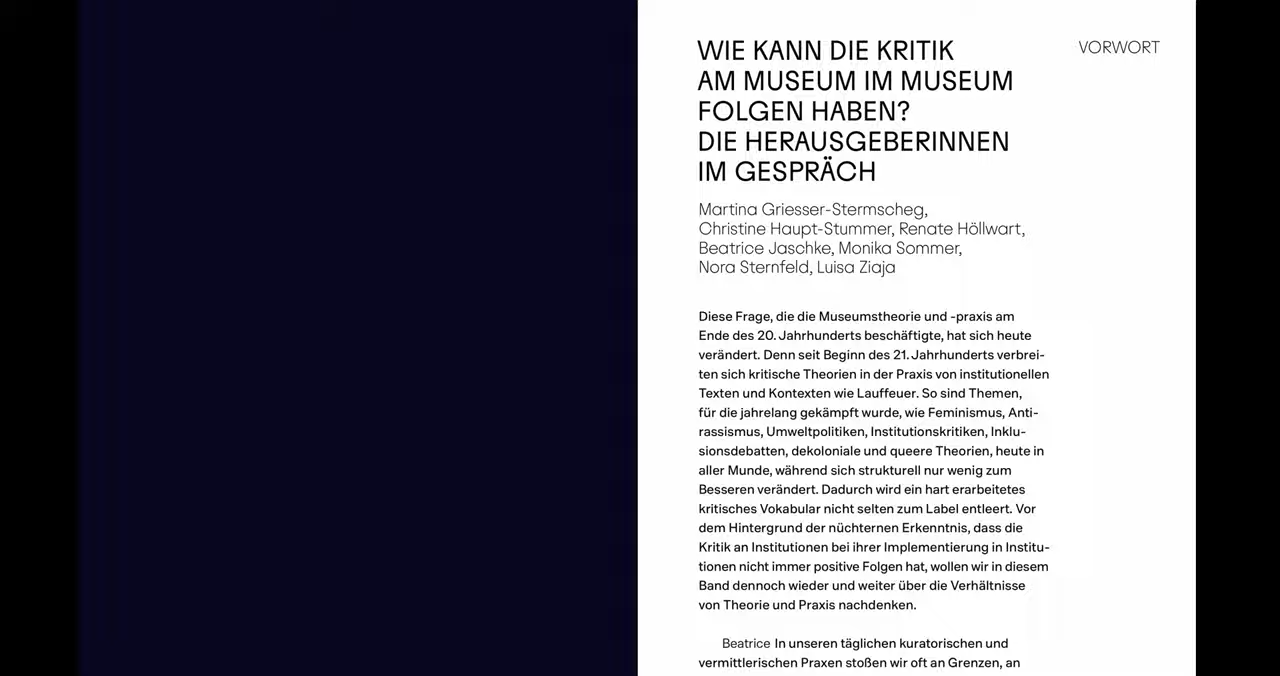 WIE KANN DIE KRITIK
AM MUSEUM IM MUSEUM
FOLGEN HABEN?
DIE HERAUSGEBERINNEN
IM GESPRÄCH
VORWORT
Martina Griesser-Stermscheg,
Christine Haupt-Stummer, Renate Höllwart,
Beatrice Jaschke, Monika Sommer,
Nora Sternfeld, Luisa Ziaja
Diese Frage, die die Museumstheorie und -praxis am
Ende des 20. Jahrhunderts beschäftigte, hat sich heute
verändert. Denn seit Beginn des 21. Jahrhunderts verbrei-
ten sich kritische Theorien in der Praxis von institutionellen
Texten und Kontexten wie Lauffeuer. So sind Themen,
für die jahrelang gekämpft wurde, wie Feminismus, Anti-
rassismus, Umweltpolitiken, Institutionskritiken, Inklu-
sionsdebatten, dekoloniale und queere Theorien, heute in
aller Munde, während sich strukturell nur wenig zum
Besseren verändert. Dadurch wird ein hart erarbeitetes
kritisches Vokabular nicht selten zum Label entleert. Vor
dem Hintergrund der nüchternen Erkenntnis, dass die
Kritik an Institutionen bei ihrer Implementierung in Institu-
tionen nicht immer positive Folgen hat, wollen wir in diesem
Band dennoch wieder und weiter über die Verhältnisse
von Theorie und Praxis nachdenken.
Beatrice In unseren täglichen kuratorischen und
vermittlerischen Praxen stoßen wir oft an Grenzen, an